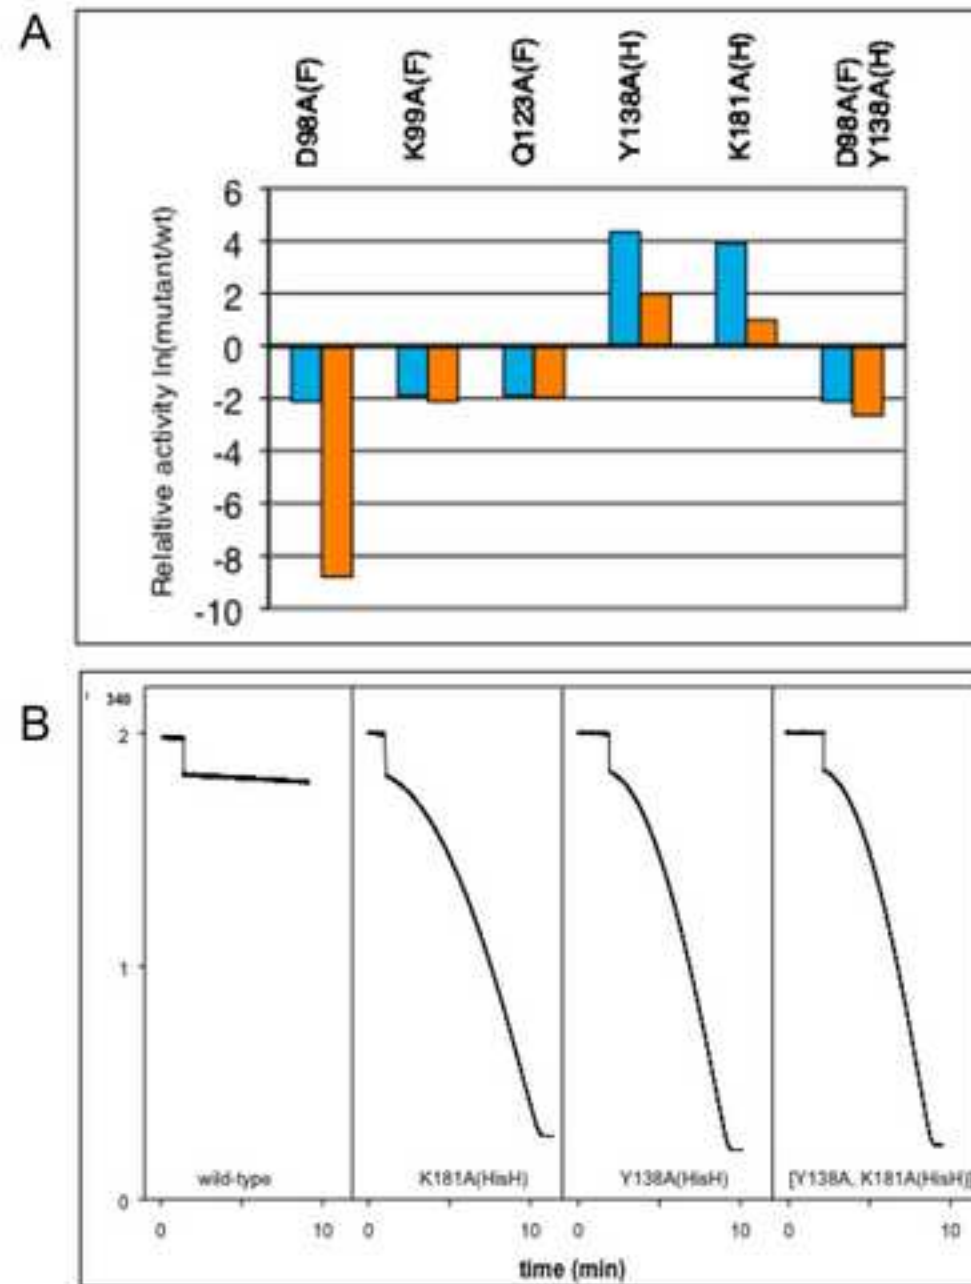 A
D98A(F)
K99A(F)
Q123A(F)
Y138A(H)
K181A(H)
D98A(F)
Y138A(H)
Relaltive activity ln(mutant/wt)
6
4
2
0
-2
-4
-6
-8
-10
B
340
2
1
0
wild-type
K181A(HisH)
Y138A(HisH)
[Y138A, K181A(HisH)]
0 10 0 10 0 10 0 10
time (min)